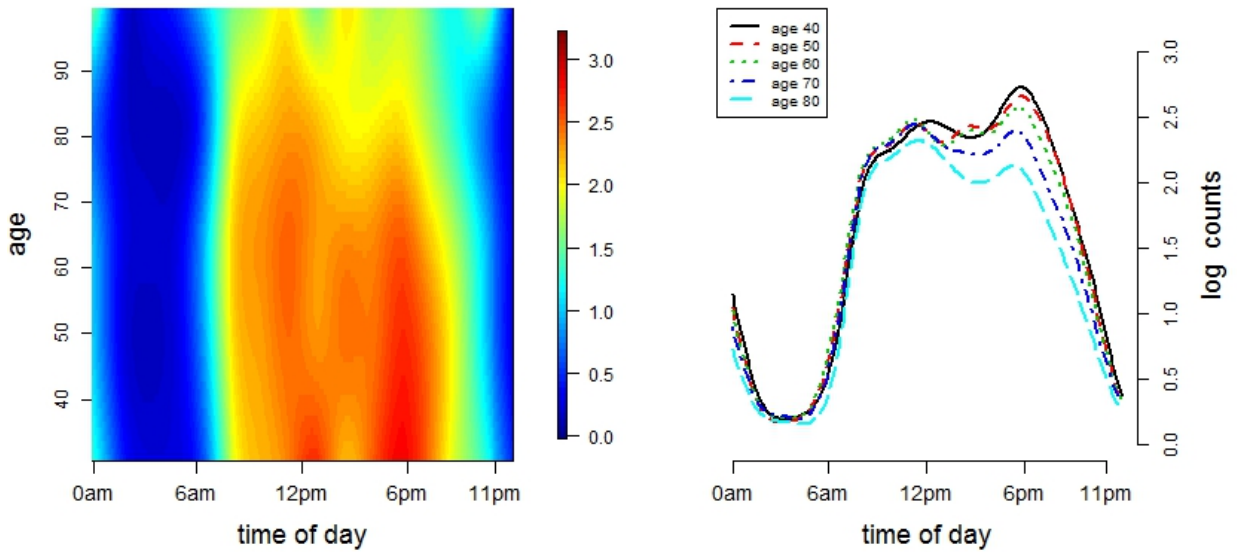 age
90
80
70
60
50
40
0am 6am 12pm 6pm 11pm
time of day
3.0
2.5
2.0
1.5
1.0
0.5
0.0
age 40
age 50
age 60
age 70
age 80
0am 6am 12pm 6pm 11pm
time of day
3.0
2.5
2.0
1.5
1.0
0.5
0.0
log counts